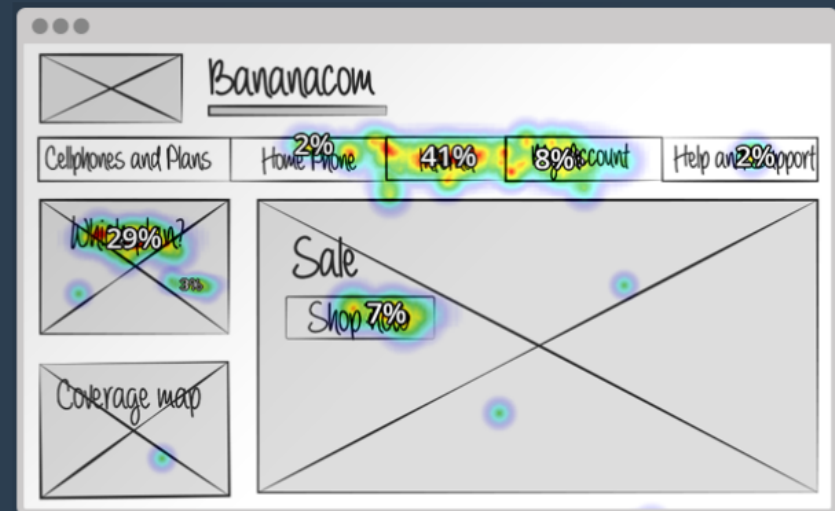 Bananacom
Cellphones and Plans
Home Phone
2%
41%
8%
Help and Support
2%
29%
Sale
Shop
7%
Coverage map